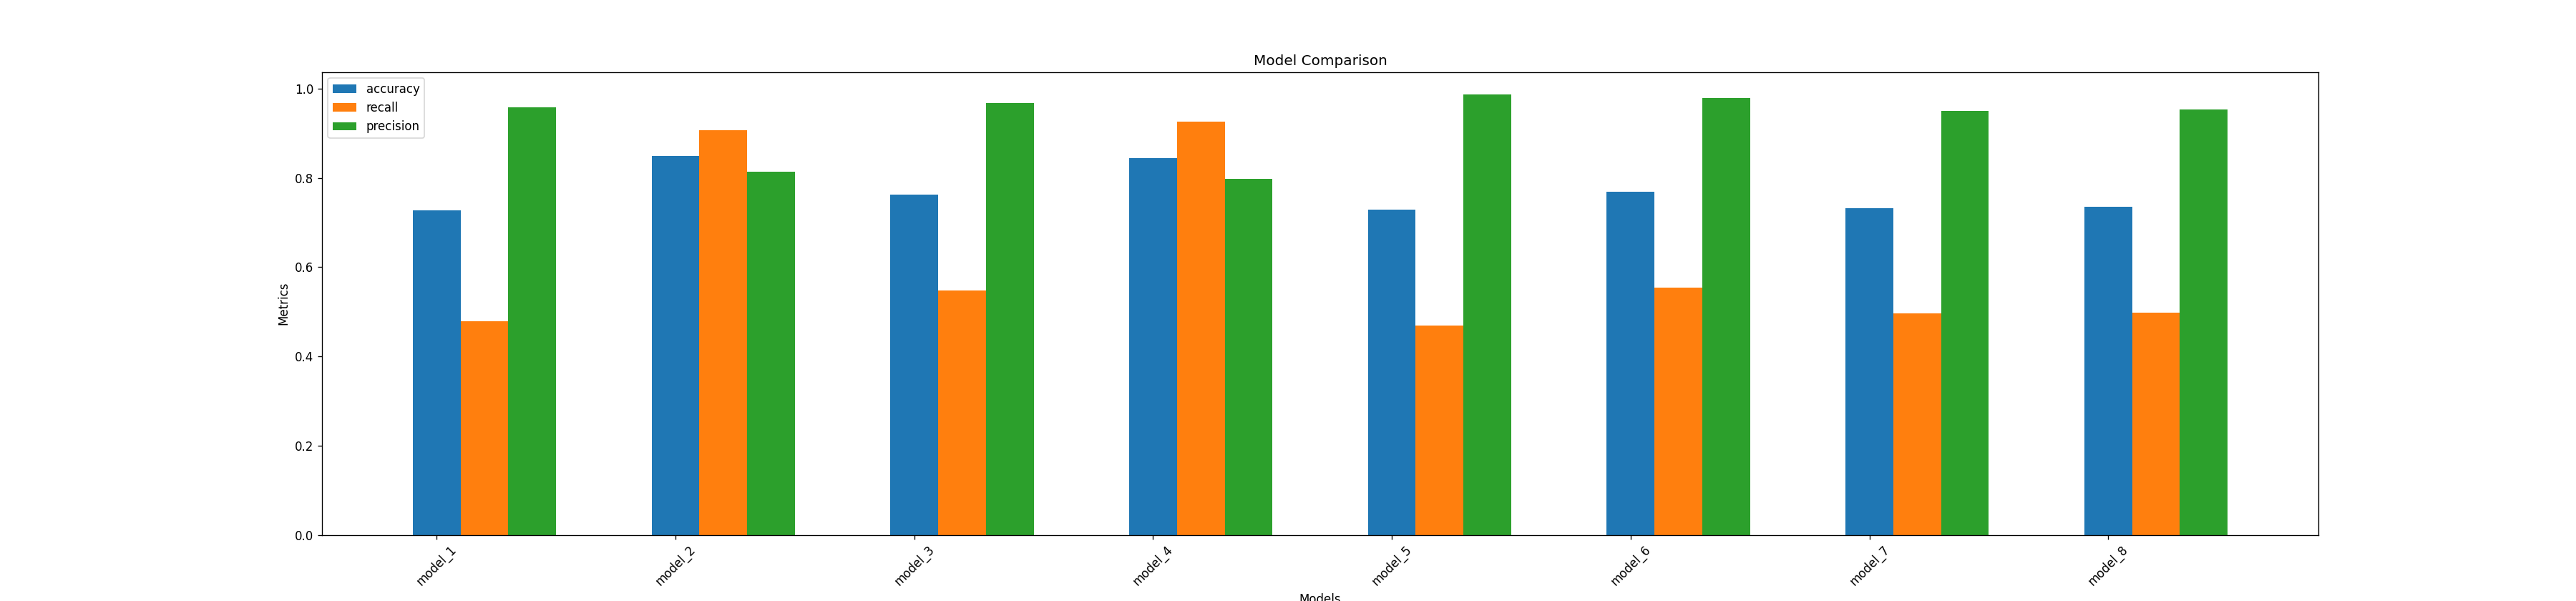 Model Comparison
accuracy
recall
precision
1.0
0.8
0.6
0.4
0.2
0.0
Metrics
model_1
model_2
model_3
model_4
model_5
model_6
model_7
model_8
Models